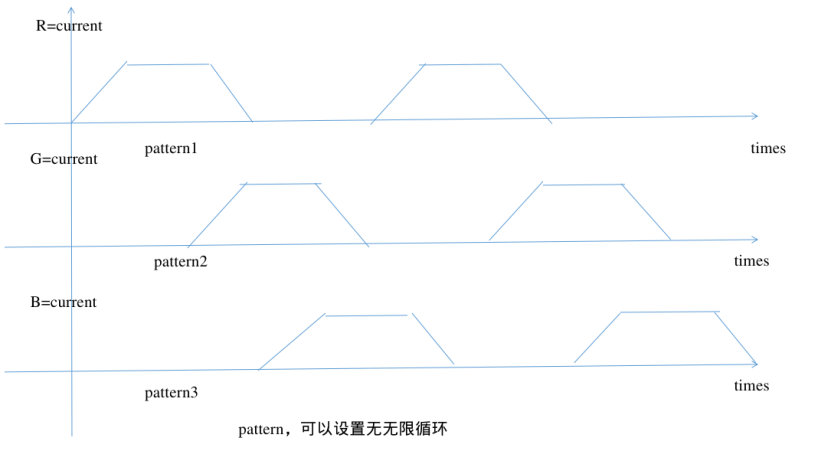 R=current
pattern1
times
G=current
pattern2
times
B=current
pattern3
times
pattern，可以设置无无限循环